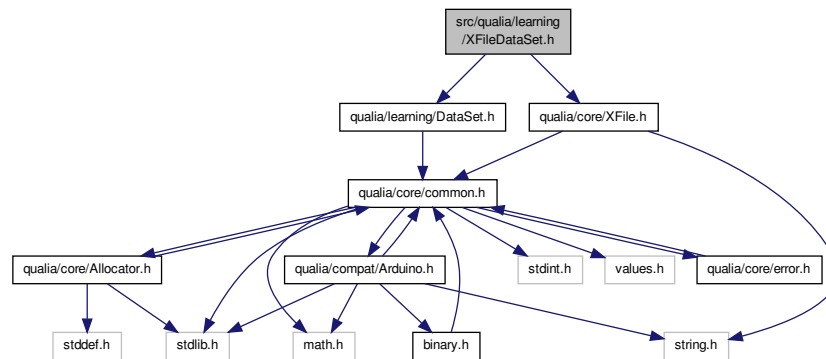 src/qualia/learning
/XFileDataSet.h
qualia/learning/DataSet.h
qualia/core/XFile.h
qualia/core/common.h
qualia/core/Allocator.h
qualia/compat/Arduino.h
stdint.h
values.h
qualia/core/error.h
stddef.h
stdlib.h
math.h
binary.h
string.h